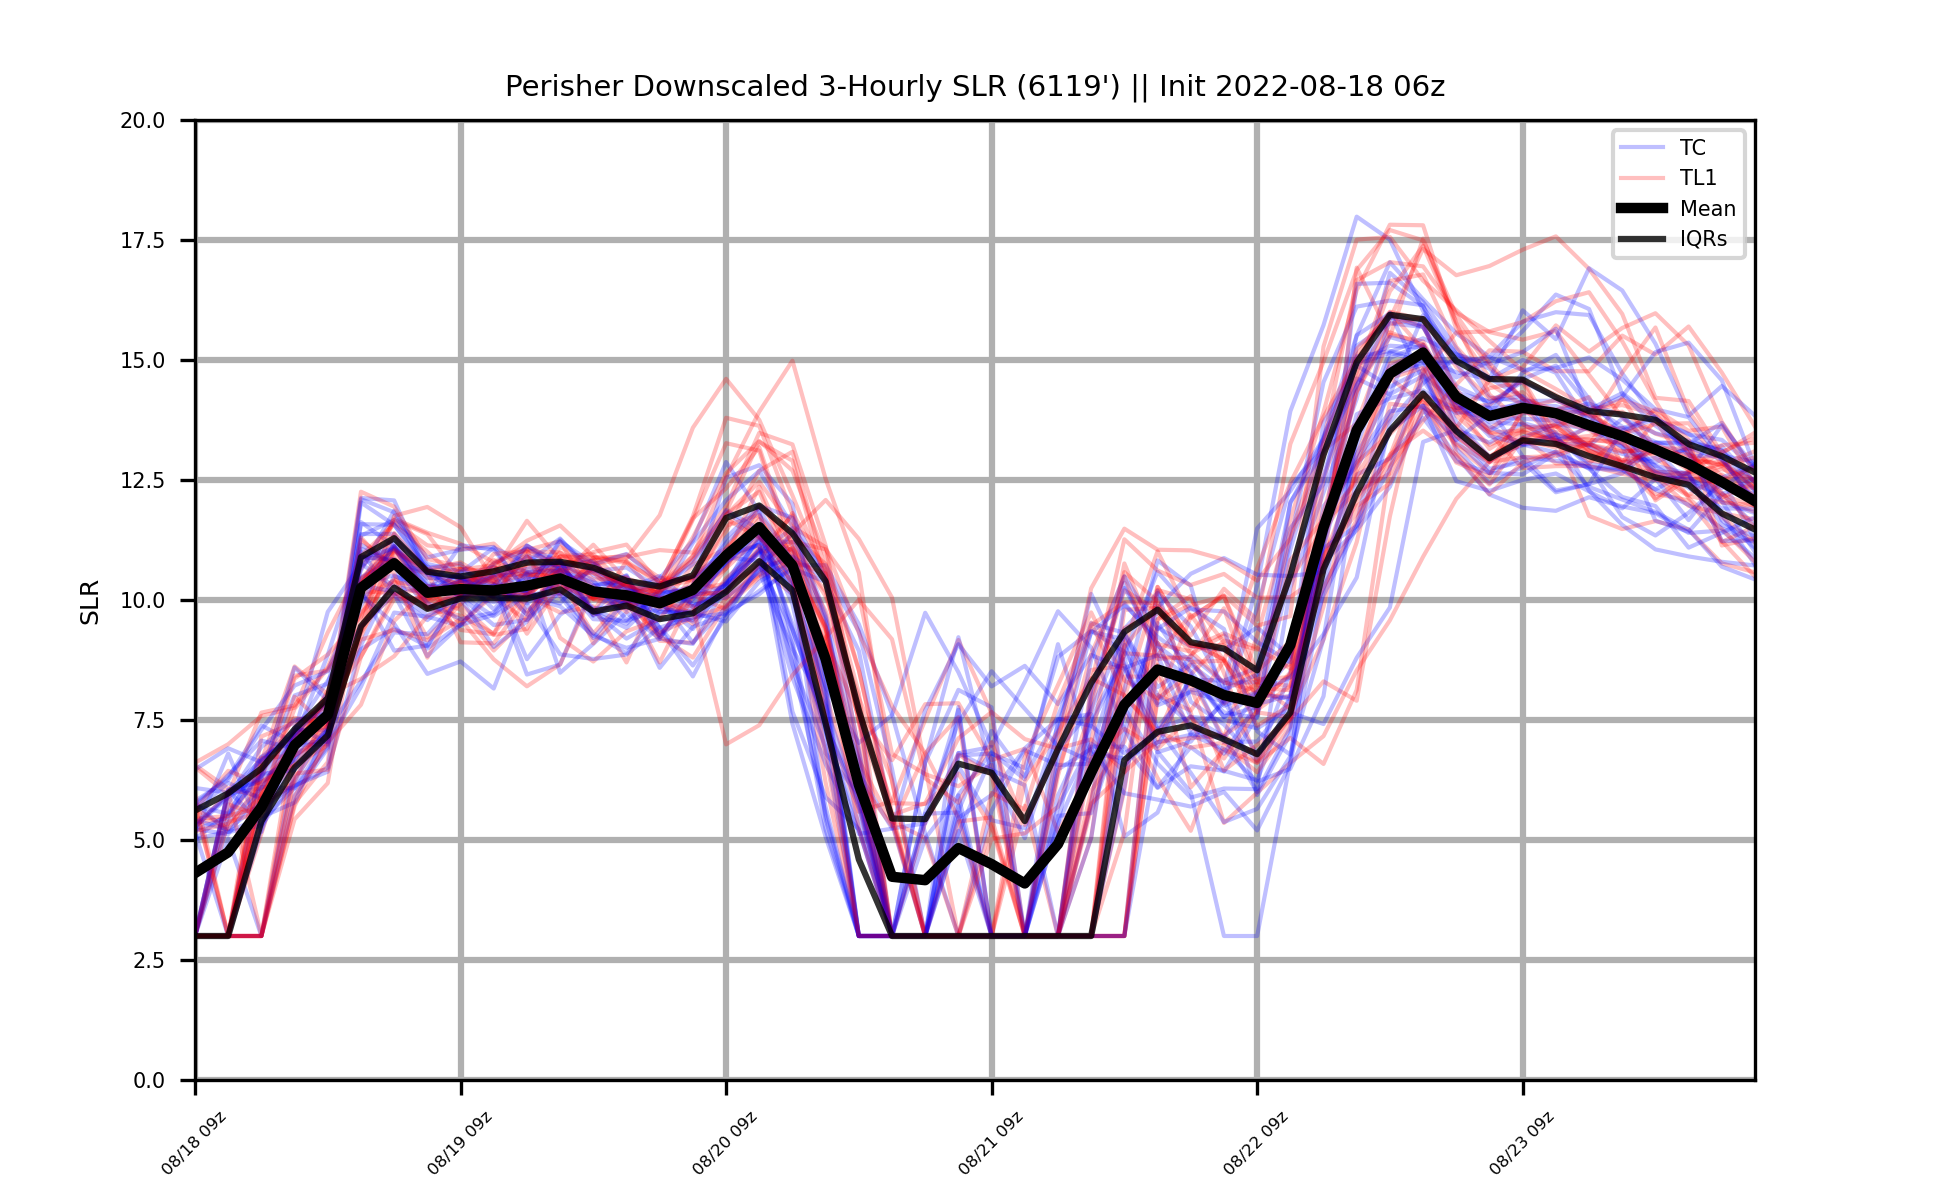 Perisher Downscaled 3-Hourly SLR (6119') || Init 2022-08-18 06z
20.0
17.5
15.0
12.5
10.0
7.5
5.0
2.5
0.0
SLR
TC
TL1
Mean
IQRs
08/18 09z
08/19 09z
08/20 09z
08/21 09z
08/22 09z
08/23 09z